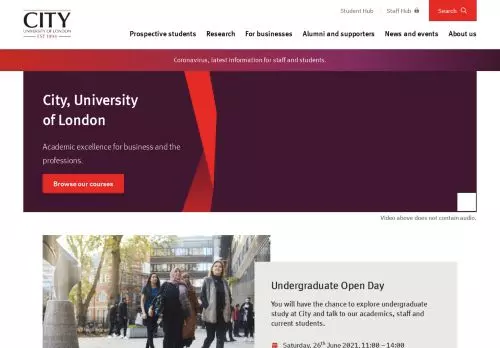 Student Hub
Staff Hub
Search
CITY
UNIVERSITY OF LONDON
EST 1894
Prospective students
Research
For businesses
Alumni and supporters
News and events
About us
Coronavirus, latest information for staff and students.
City, University
of London
Academic excellence for business and the
professions.
Browse our courses
Video above does not contain audio.
Undergraduate Open Day
You will have the chance to explore undergraduate
study at City and talk to our academics, staff and
current students.
Saturday, 26th June 2021, 11:00 – 14:00